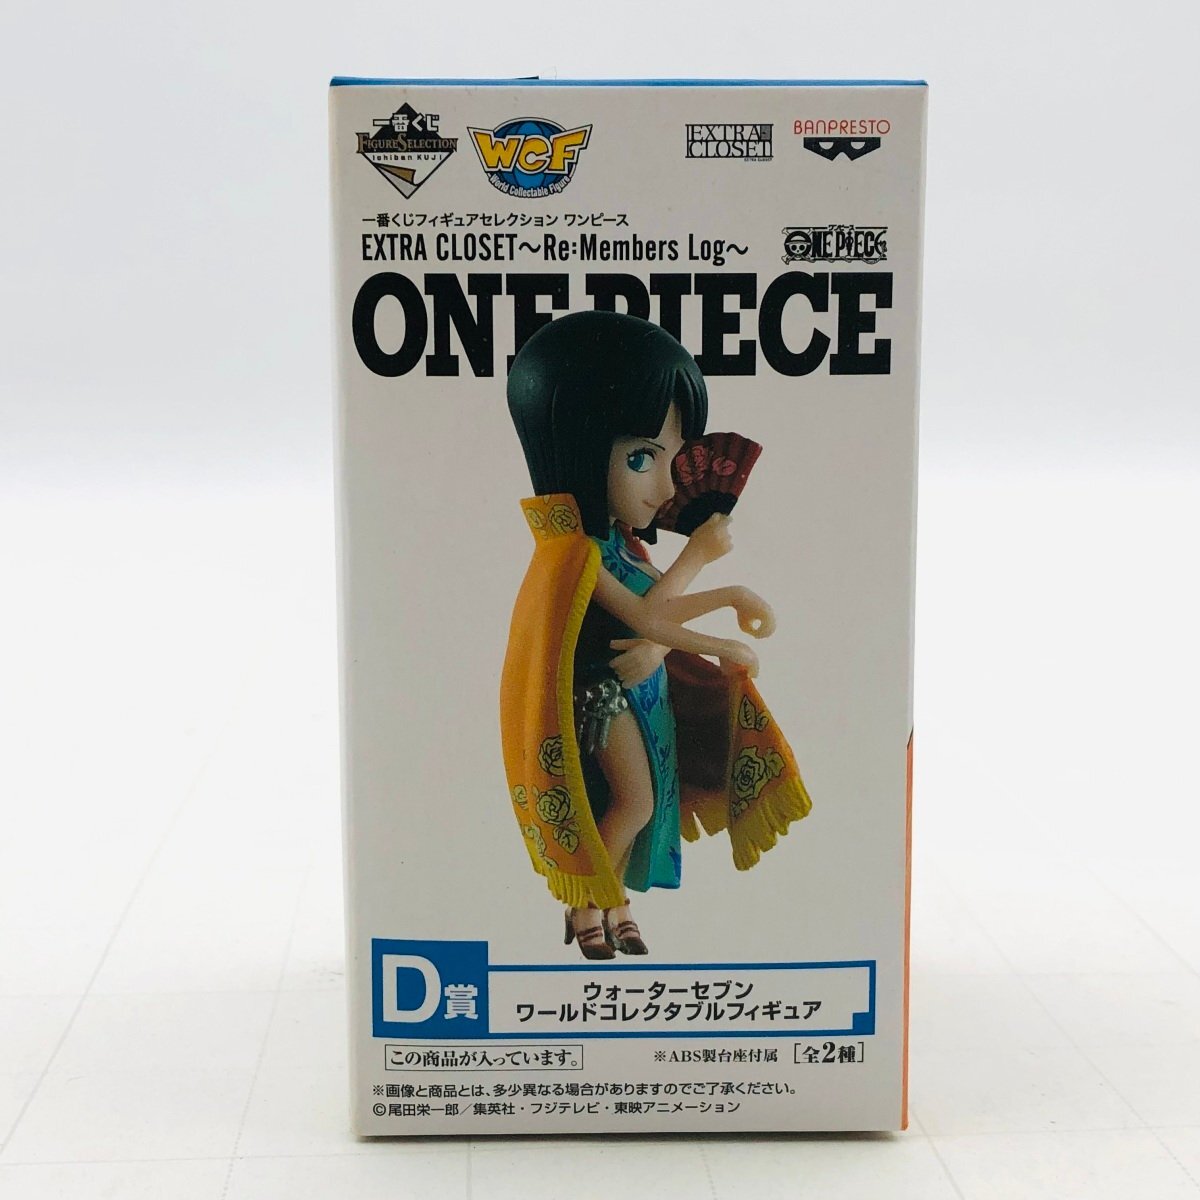 一番くじ
FIGURE SELECTION
Ichiban KUJI
WCF
World Collectable Figure
EXTRA
CLOSET
EXTRA CLOSET
BANPRESTO
一番くじフィギュアセレクション ワンピース
EXTRA CLOSET～Re:Members Log～
ワンピース
ONE PIECE
ONE PIECE
D賞
ウォーターセブン
ワールドコレクタブルフィギュア
この商品が入っています。
※ABS製台座付属 [全2種]
※画像と商品とは、多少異なる場合がありますのでご了承ください。
©尾田栄一郎／集英社・フジテレビ・東映アニメーション